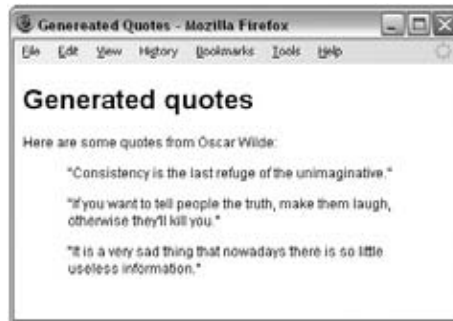 Genereated Quotes - Mozilla Firefox
File Edit View History Bookmarks Tools Help
Generated quotes
Here are some quotes from Oscar Wilde:
"Consistency is the last refuge of the unimaginative."
"If you want to tell people the truth, make them laugh,
otherwise they'll kill you."
"It is a very sad thing that nowadays there is so little
useless information."